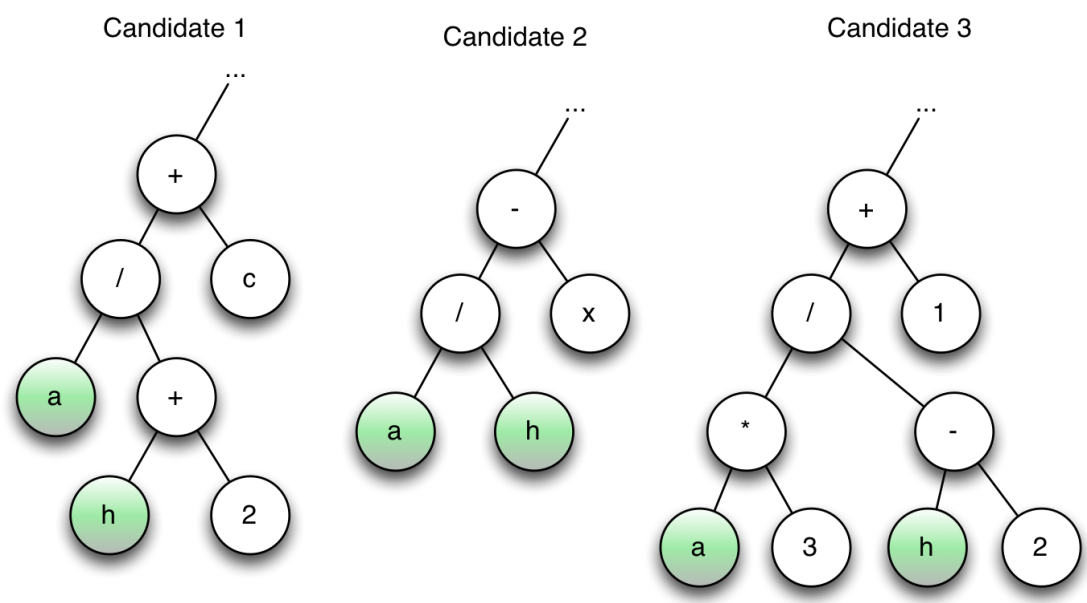 Candidate 1
...
+
/
c
a
+
h
2
Candidate 2
...
-
/
x
a
h
Candidate 3
...
+
/
1
*
-
a
3
h
2